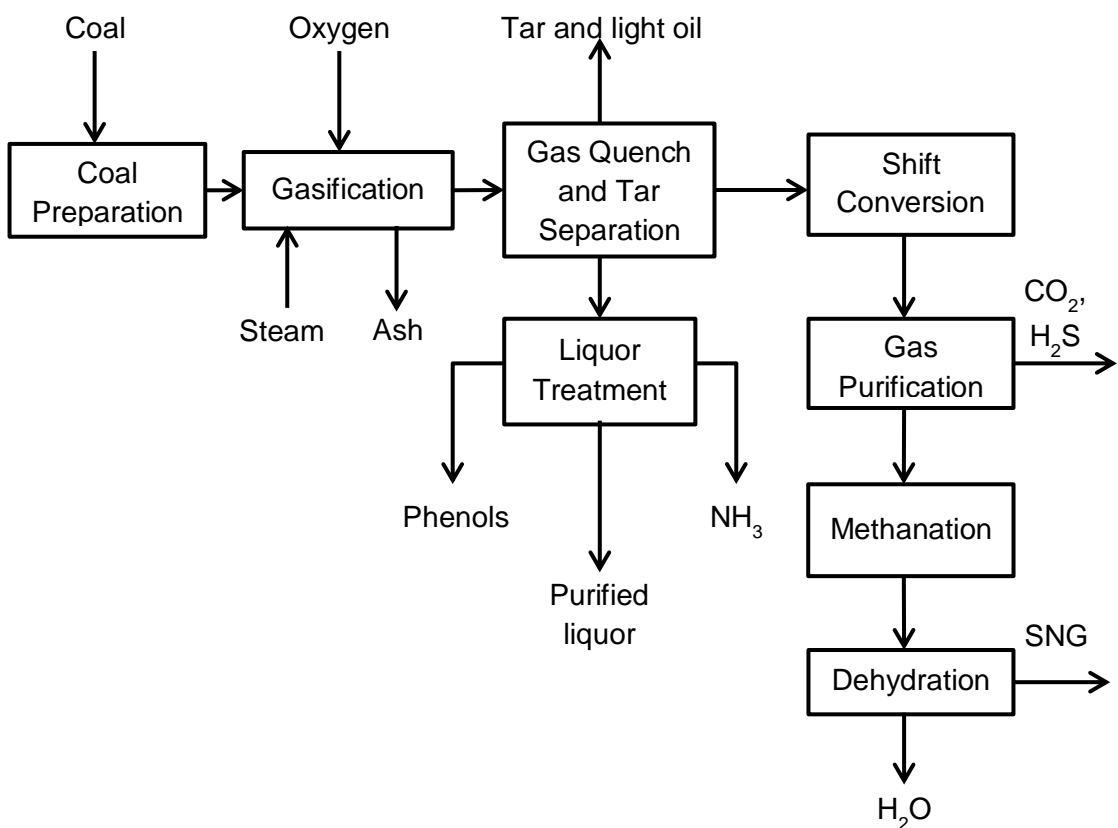 Coal
Oxygen
Tar and light oil
Coal
Preparation
Gasification
Gas Quench
and Tar
Separation
Shift
Conversion
Steam
Ash
Liquor
Treatment
CO₂,
H₂S
Gas
Purification
Phenols
NH₃
Methanation
Purified
liquor
SNG
Dehydration
H₂O